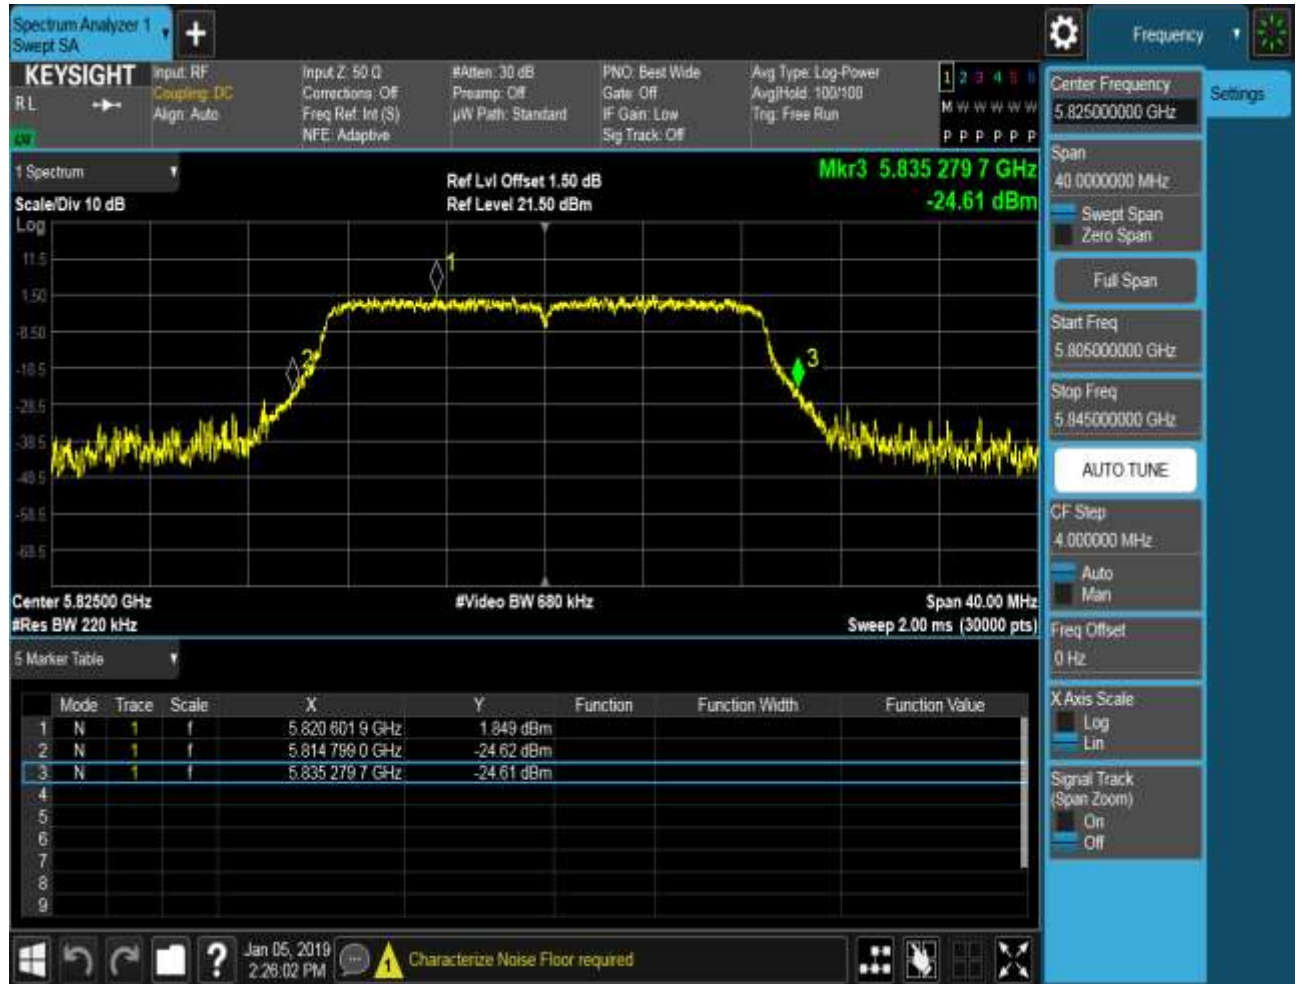 Spectrum Analyzer 1
Swept SA
+
Frequency
KEYSIGHT
Input: RF
Coupling: DC
Align: Auto
Input Z: 50 Ω
Corrections: Off
Freq Ref: Int (S)
NFE: Adaptive
#Atten: 30 dB
Preamp: Off
µW Path: Standard
PNO: Best Wide
Gate: Off
IF Gain: Low
Sig Track: Off
Avg Type: Log-Power
Avg|Hold: 100/100
Trig: Free Run
1 2 3 4 5 6
M W W W W W
P P P P P P
R L
1 Spectrum
Scale/Div 10 dB
Ref Lvl Offset 1.50 dB
Ref Level 21.50 dBm
Mkr3 5.835 279 7 GHz
-24.61 dBm
Log
11.5
1.50
-8.50
-18.5
-28.5
-38.5
-48.5
-58.5
-68.5
1
2
3
Center 5.82500 GHz
#Res BW 220 kHz
#Video BW 680 kHz
Span 40.00 MHz
Sweep 2.00 ms (30000 pts)
5 Marker Table
Mode Trace Scale X Y Function Function Width Function Value
1 N 1 f 5.820 601 9 GHz 1.849 dBm
2 N 1 f 5.814 799 0 GHz -24.62 dBm
3 N 1 f 5.835 279 7 GHz -24.61 dBm
4
5
6
7
8
9
Center Frequency
5.825000000 GHz
Settings
Span
40.0000000 MHz
Swept Span
Zero Span
Full Span
Start Freq
5.805000000 GHz
Stop Freq
5.845000000 GHz
AUTO TUNE
CF Step
4.000000 MHz
Auto
Man
Freq Offset
0 Hz
X Axis Scale
Log
Lin
Signal Track
(Span Zoom)
On
Off
?
Jan 05, 2019
2:26:02 PM
1
Characterize Noise Floor required